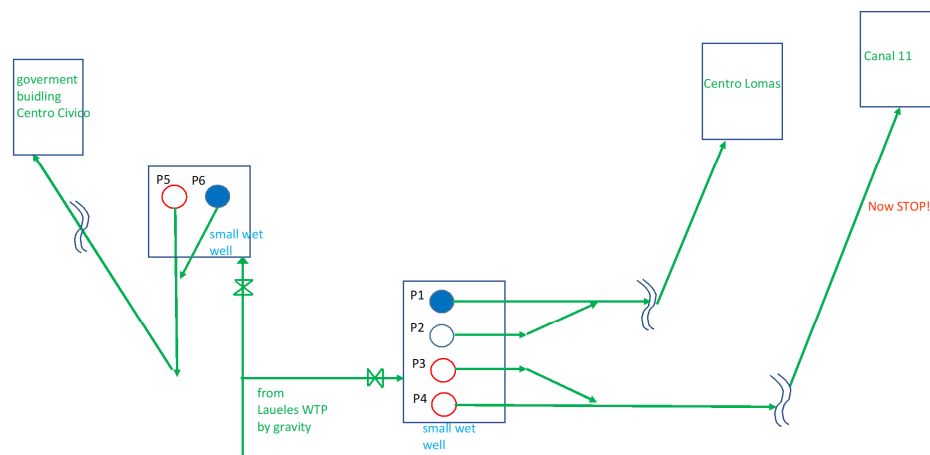 goverment
buidling
Centro Civico
P5
P6
small wet
well
Centro Lomas
Canal 11
Now STOP!
P1
P2
P3
P4
small wet
well
from
Laueles WTP
by gravity